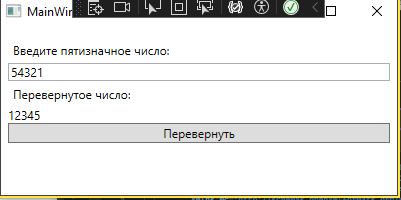 MainWin
Введите пятизначное число:
54321
Перевернутое число:
12345
Перевернуть